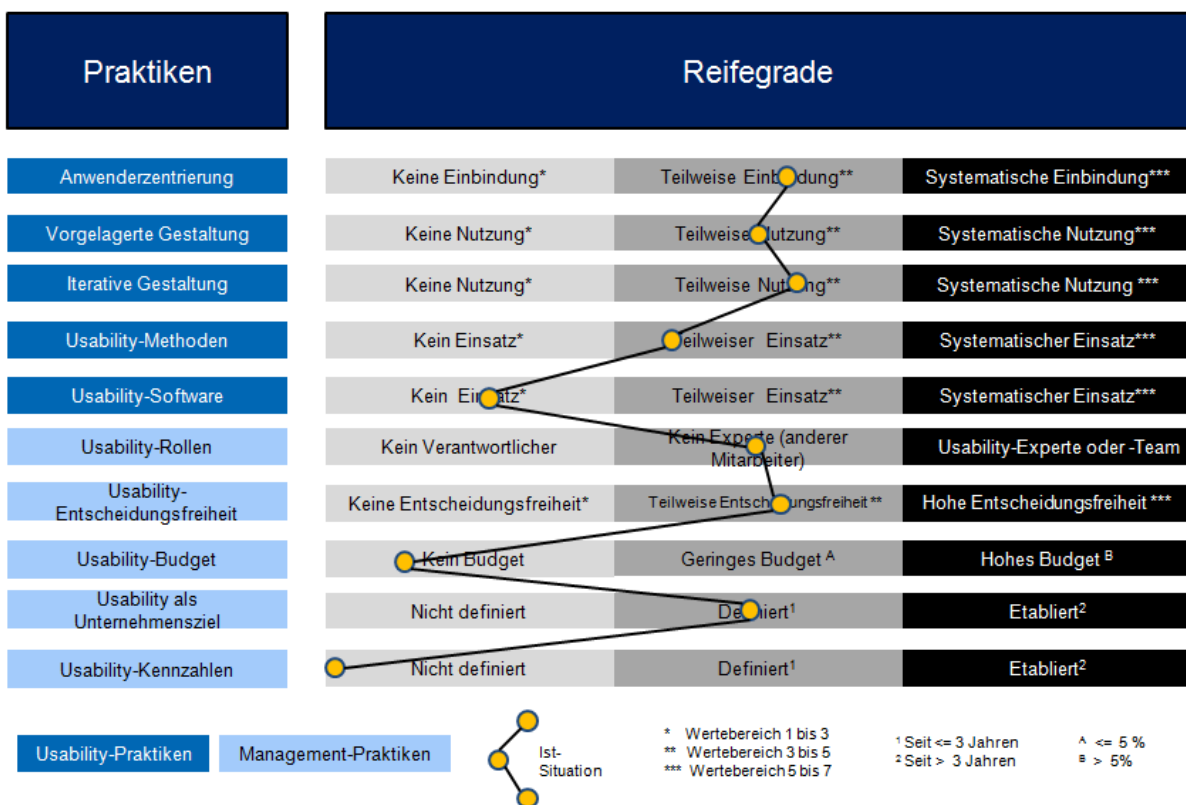 Praktiken
Reifegrade
Anwenderzentrierung
Keine Einbindung*
Teilweise Einbindung**
Systematische Einbindung***
Vorgelagerte Gestaltung
Keine Nutzung*
Teilweise Nutzung**
Systematische Nutzung***
Iterative Gestaltung
Keine Nutzung*
Teilweise Nutzung**
Systematische Nutzung ***
Usability-Methoden
Kein Einsatz*
Teilweiser Einsatz**
Systematischer Einsatz***
Usability-Software
Kein Einsatz*
Teilweiser Einsatz**
Systematischer Einsatz***
Usability-Rollen
Kein Verantwortlicher
Kein Experte (anderer
Mitarbeiter)
Usability-Experte oder -Team
Usability-
Entscheidungsfreiheit
Keine Entscheidungsfreiheit*
Teilweise Entscheidungsfreiheit **
Hohe Entscheidungsfreiheit ***
Usability-Budget
Kein Budget
Geringes Budget A
Hohes Budget B
Usability als
Unternehmensziel
Nicht definiert
Definiert¹
Etabliert²
Usability-Kennzahlen
Nicht definiert
Definiert¹
Etabliert²
Usability-Praktiken
Management-Praktiken
Ist-
Situation
* Wertebereich 1 bis 3
** Wertebereich 3 bis 5
*** Wertebereich 5 bis 7
¹ Seit <= 3 Jahren
² Seit > 3 Jahren
A <= 5 %
B > 5%